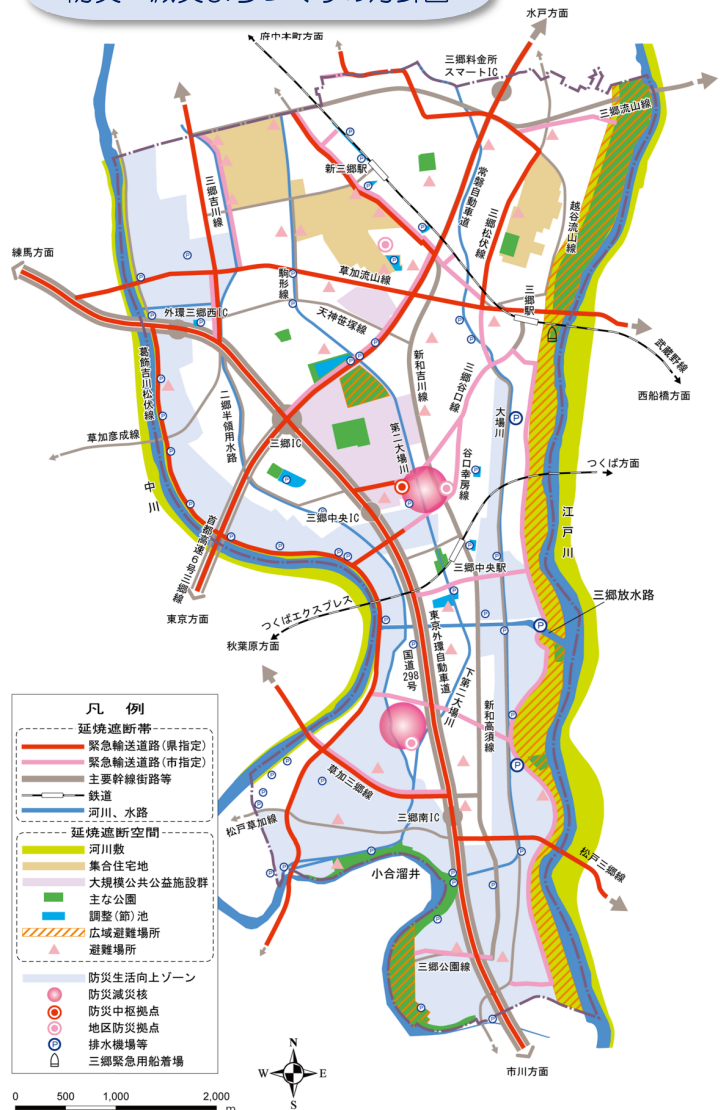 防災・減災まちづくりの方針図
水戸方面
府中本町方面
三郷料金所
スマートIC
三郷流山線
新三郷駅
常磐自動車道
三郷吉川線
三郷松伏線
越谷流山線
練馬方面
駒形線
草加流山線
三郷駅
外環三郷西IC
天神笹塚線
武蔵野線
新和吉川線
三郷谷口線
葛飾吉川松伏線
西船橋方面
二郷半領用水路
大場川
草加彦成線
三郷IC
第二大場川
谷口幸房線
つくば方面
中川
三郷中央IC
江戸川
首都高速6号三郷線
三郷中央駅
三郷放水路
東京方面
つくばエクスプレス
秋葉原方面
国道298号
東京外環自動車道
下第二大場川
新和高須線
草加三郷線
松戸草加線
三郷南IC
松戸三郷線
小合溜井
三郷公園線
市川方面
凡例
延焼遮断帯
緊急輸送道路(県指定)
緊急輸送道路(市指定)
主要幹線街路等
鉄道
河川、水路
延焼遮断空間
河川敷
集合住宅地
大規模公共公益施設群
主な公園
調整(節)池
広域避難場所
避難場所
防災生活向上ゾーン
防災減災核
防災中枢拠点
地区防災拠点
P 排水機場等
三郷緊急用船着場
N
W E
S
0 500 1,000 2,000
m